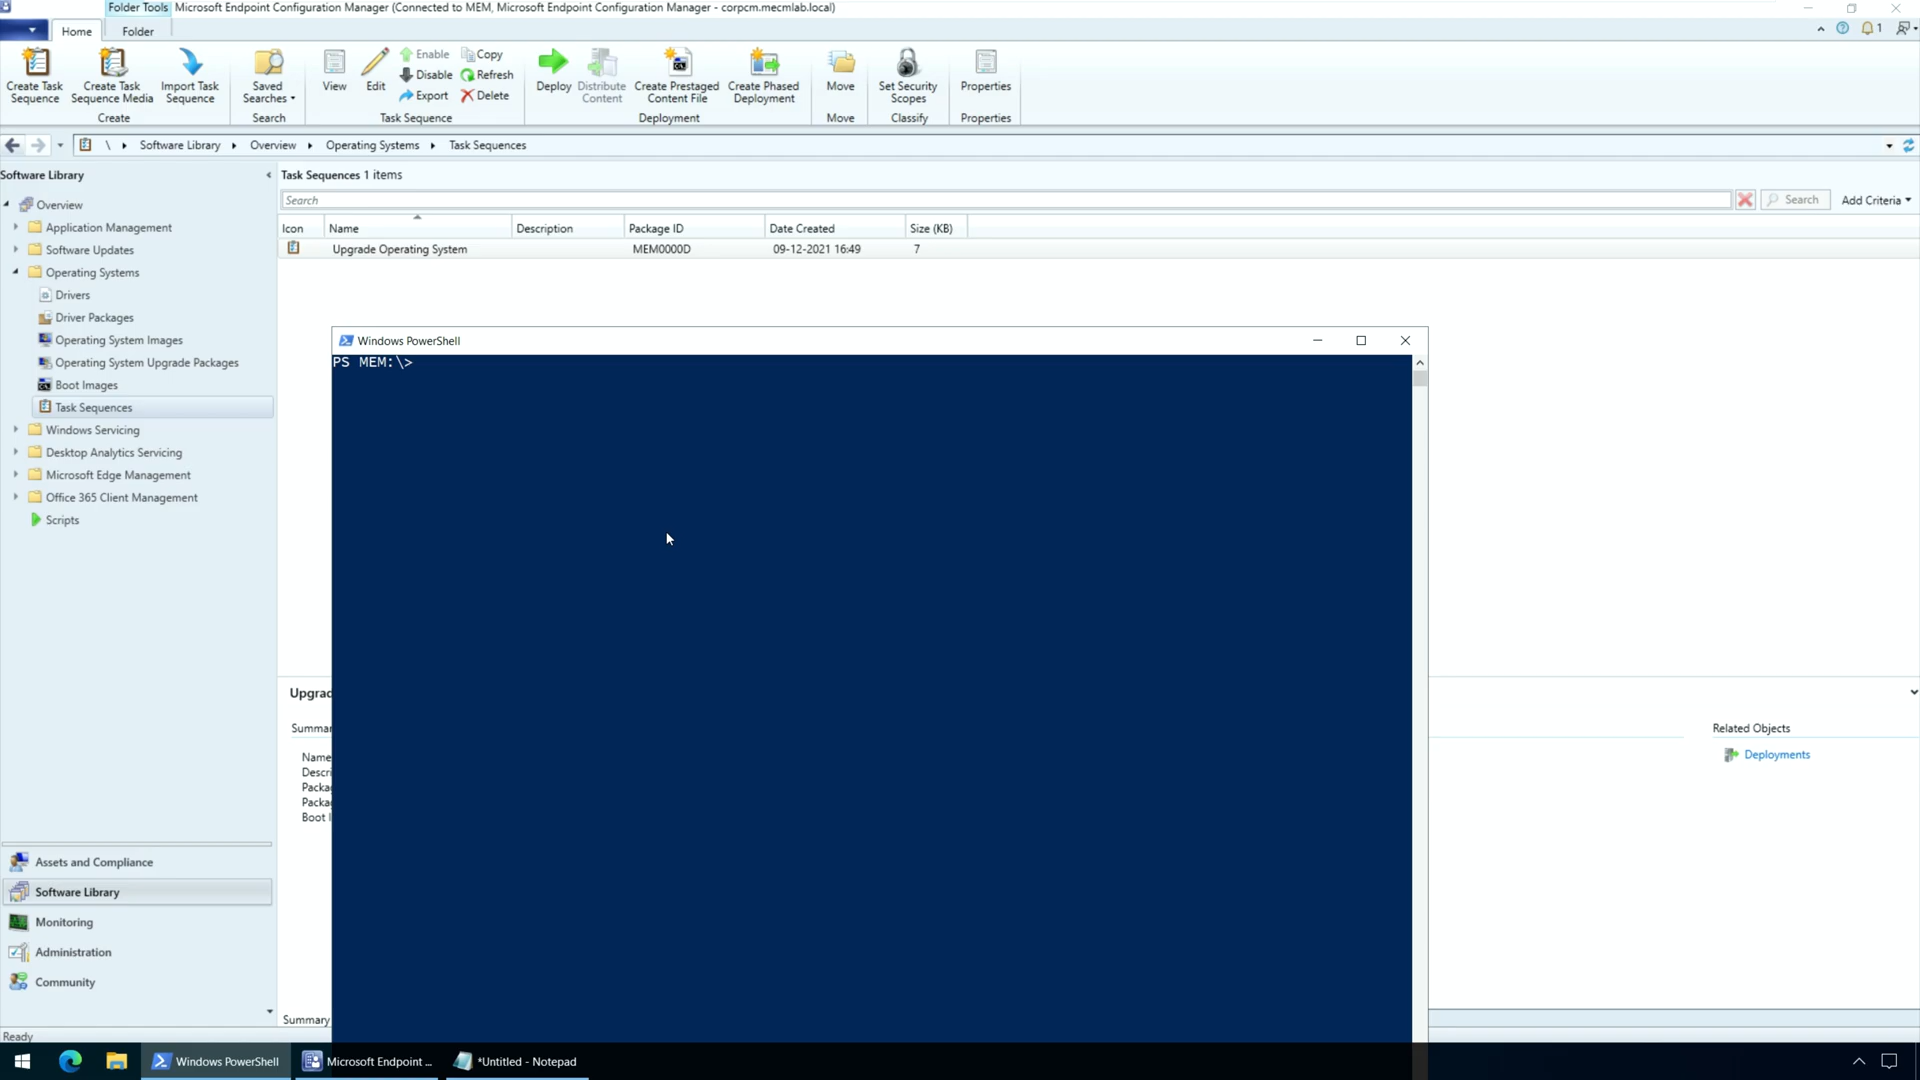 Folder Tools Microsoft Endpoint Configuration Manager (Connected to MEM, Microsoft Endpoint Configuration Manager - corpcm.mecmlab.local)
Home Folder 1
Create Task Sequence
Create Task Sequence Media
Import Task Sequence
Create
Saved Searches
Search
View
Edit
Enable
Disable
Export
Copy
Refresh
Delete
Task Sequence
Deploy
Distribute Content
Create Prestaged Content File
Create Phased Deployment
Deployment
Move
Move
Set Security Scopes
Classify
Properties
Properties
\ Software Library Overview Operating Systems Task Sequences
Software Library
Overview
Application Management
Software Updates
Operating Systems
Drivers
Driver Packages
Operating System Images
Operating System Upgrade Packages
Boot Images
Task Sequences
Windows Servicing
Desktop Analytics Servicing
Microsoft Edge Management
Office 365 Client Management
Scripts
Assets and Compliance
Software Library
Monitoring
Administration
Community
Task Sequences 1 items
Search Search Add Criteria
Icon Name Description Package ID Date Created Size (KB)
Upgrade Operating System MEM0000D 09-12-2021 16:49 7
Windows PowerShell
PS MEM:\>
Upgrad
Summar
Name
Descri
Packa
Packa
Boot I
Summary
Related Objects
Deployments
Ready
Windows PowerShell Microsoft Endpoint ... *Untitled - Notepad